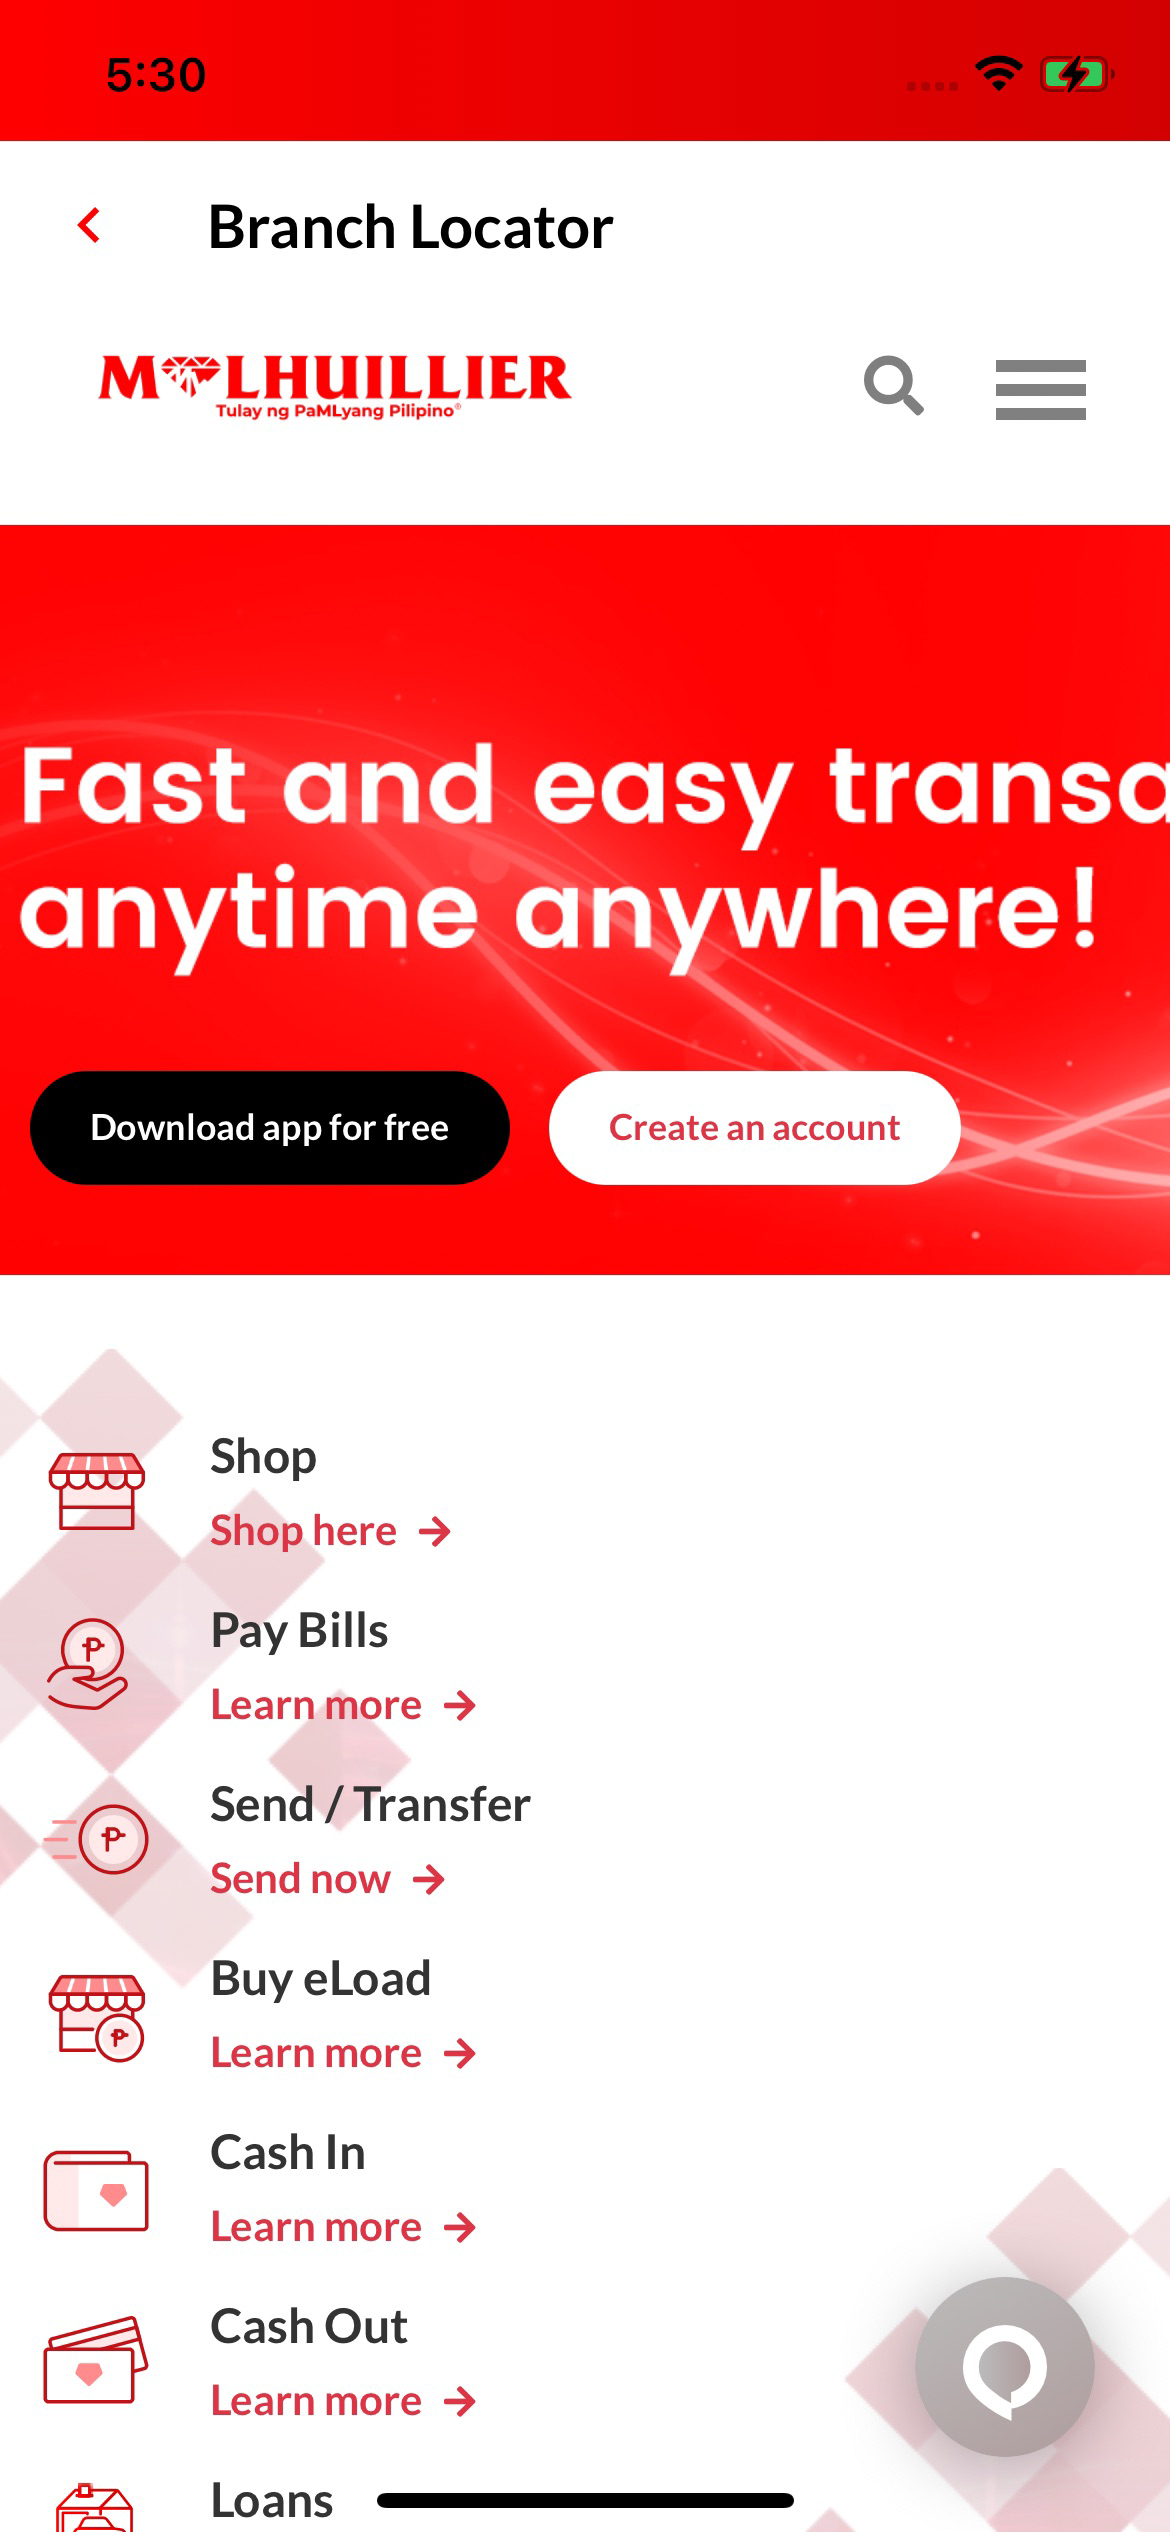 5:30
Branch Locator
M LHUILLIER
Tulay ng PaMLyang Pilipino®
Fast and easy transa
anytime anywhere!
Download app for free
Create an account
Shop
Shop here →
Pay Bills
Learn more →
Send / Transfer
Send now →
Buy eLoad
Learn more →
Cash In
Learn more →
Cash Out
Learn more →
Loans